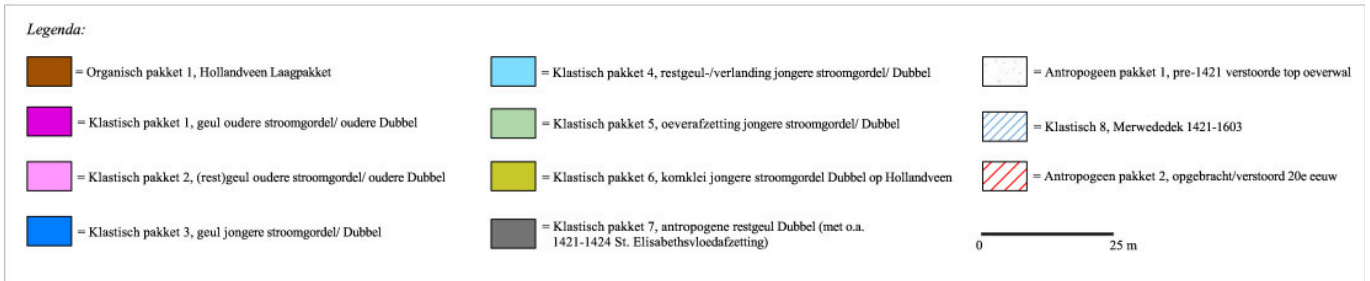 Legenda:
= Organisch pakket 1, Hollandveen Laagpakket
= Klastisch pakket 1, geul oudere stroomgordel/ oudere Dubbel
= Klastisch pakket 2, (rest)geul oudere stroomgordel/ oudere Dubbel
= Klastisch pakket 3, geul jongere stroomgordel/ Dubbel
= Klastisch pakket 4, restgeul-/verlanding jongere stroomgordel/ Dubbel
= Klastisch pakket 5, oeverafzetting jongere stroomgordel/ Dubbel
= Klastisch pakket 6, komklei jongere stroomgordel Dubbel op Hollandveen
= Klastisch pakket 7, antropogene restgeul Dubbel (met o.a.
1421-1424 St. Elisabethsvloedafzetting)
= Antropogeen pakket 1, pre-1421 verstoorde top oeverwal
= Klastisch 8, Merwededek 1421-1603
= Antropogeen pakket 2, opgebracht/verstoord 20e eeuw
0 25 m